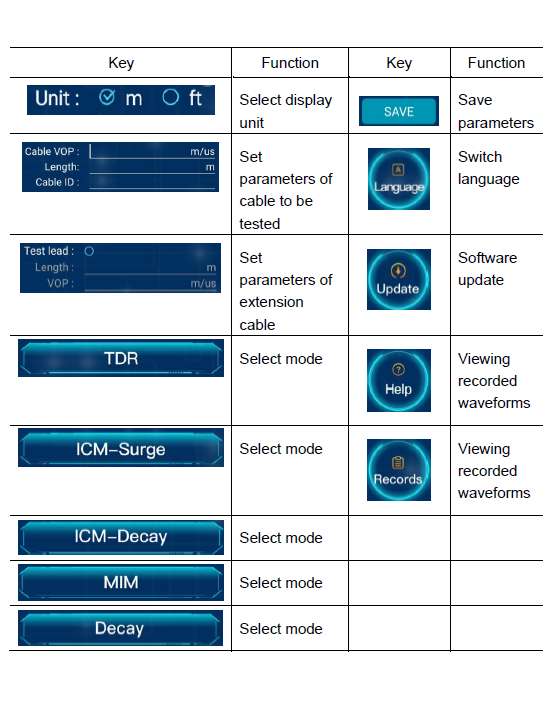 Key Function Key Function
Unit : m ft
Select display
unit
SAVE
Save
parameters
Cable VOP : m/us
Length: m
Cable ID :
Set
parameters of
cable to be
tested
A
Language
Switch
language
Test lead :
Length : m
VOP : m/us
Set
parameters of
extension
cable
Update
Software
update
TDR
Select mode
?
Help
Viewing
recorded
waveforms
ICM–Surge
Select mode
Records
Viewing
recorded
waveforms
ICM–Decay
Select mode
MIM
Select mode
Decay
Select mode